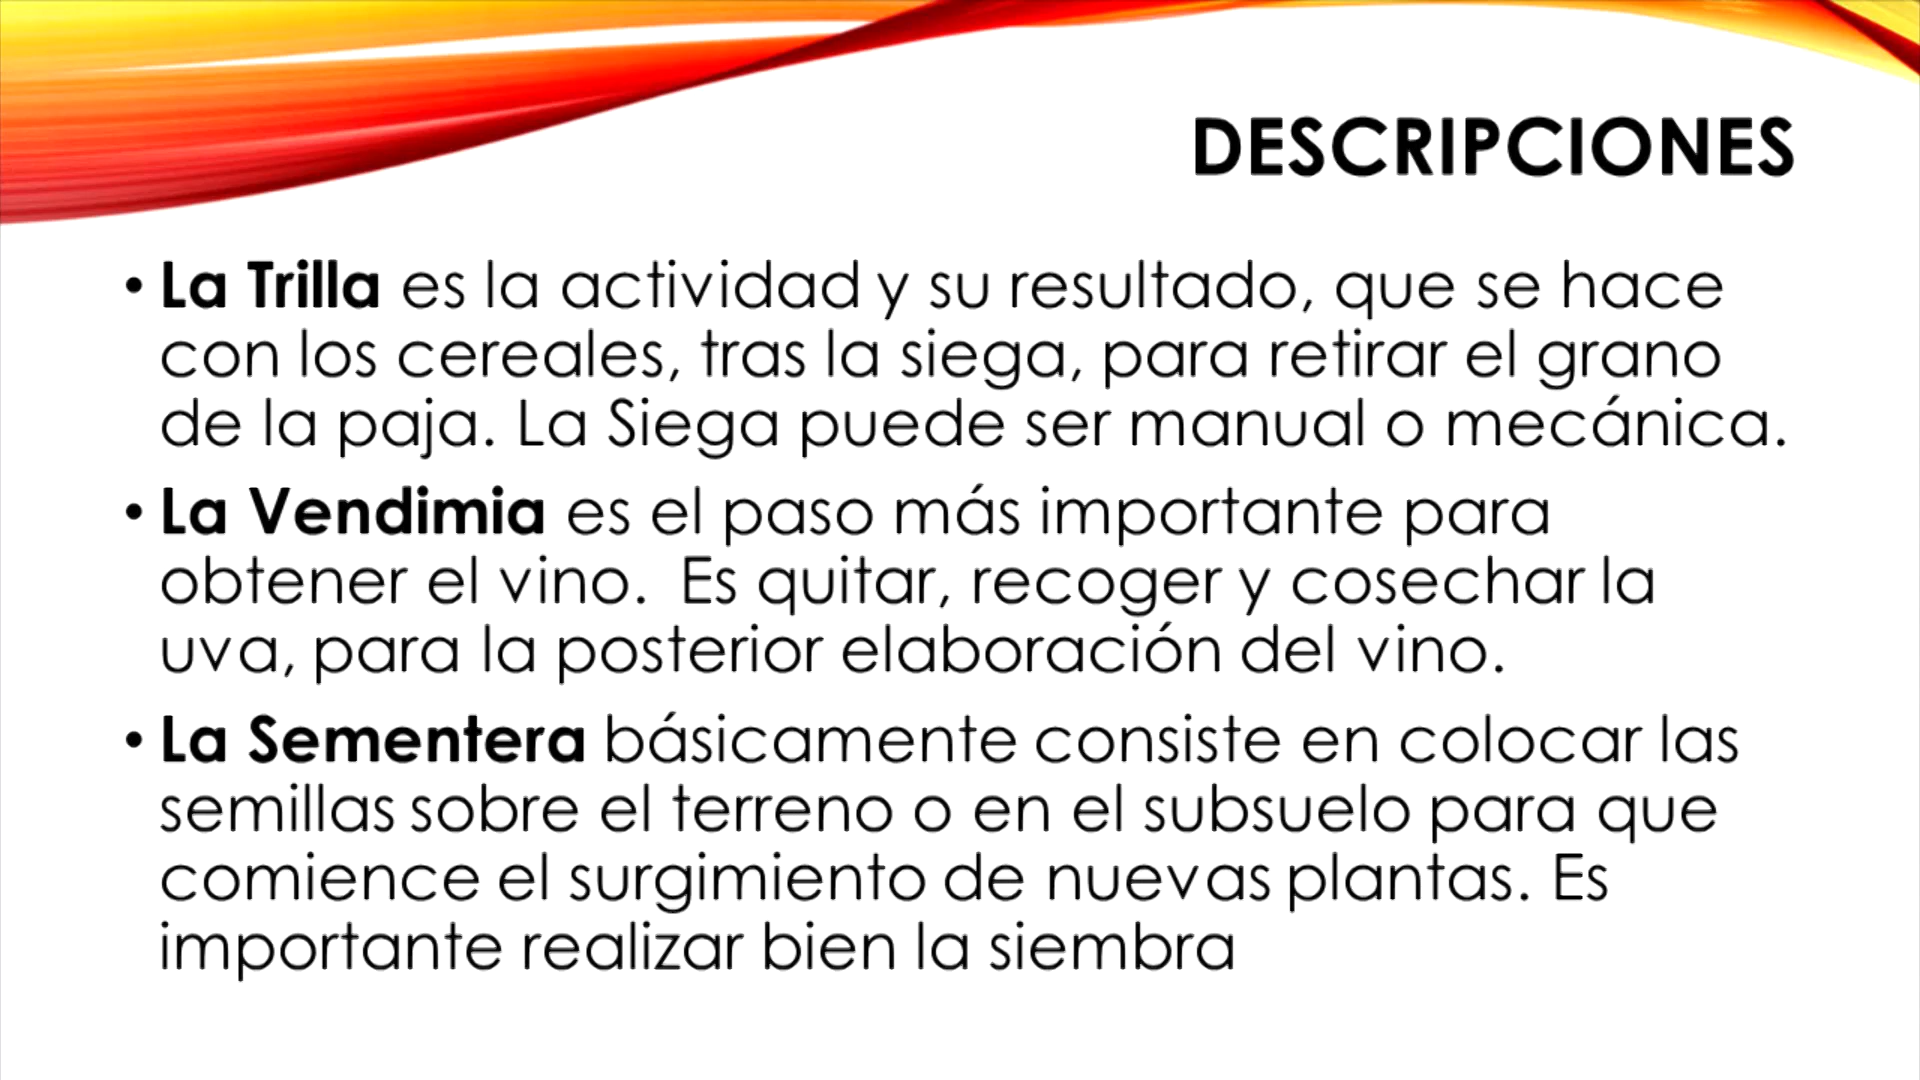 DESCRIPCIONES
• La Trilla es la actividad y su resultado, que se hace
con los cereales, tras la siega, para retirar el grano
de la paja. La Siega puede ser manual o mecánica.
• La Vendimia es el paso más importante para
obtener el vino.  Es quitar, recoger y cosechar la
uva, para la posterior elaboración del vino.
• La Sementera básicamente consiste en colocar las
semillas sobre el terreno o en el subsuelo para que
comience el surgimiento de nuevas plantas. Es
importante realizar bien la siembra